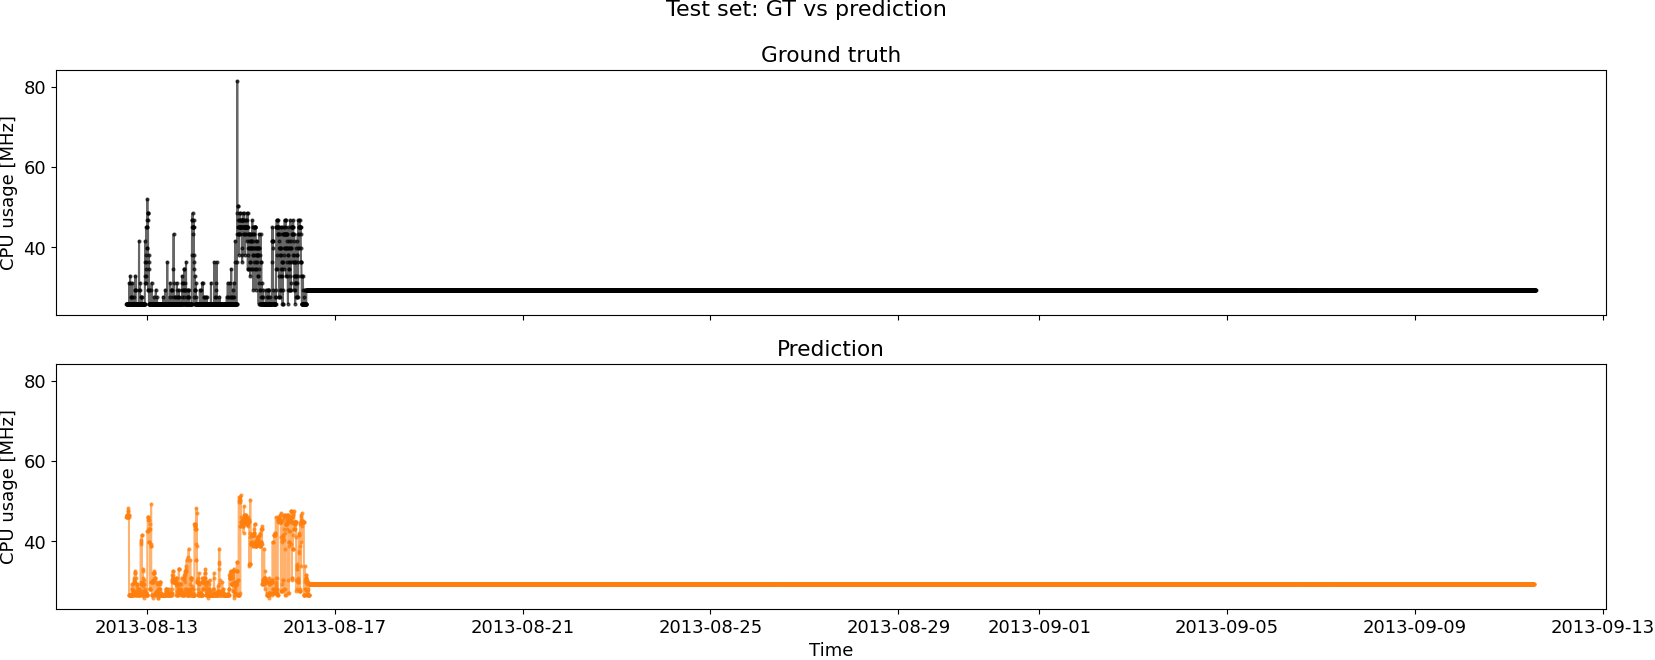 Test set: GT vs prediction
Ground truth
CPU usage [MHz]
80
60
40
Prediction
CPU usage [MHz]
80
60
40
2013-08-13 2013-08-17 2013-08-21 2013-08-25 2013-08-29 2013-09-01 2013-09-05 2013-09-09 2013-09-13
Time